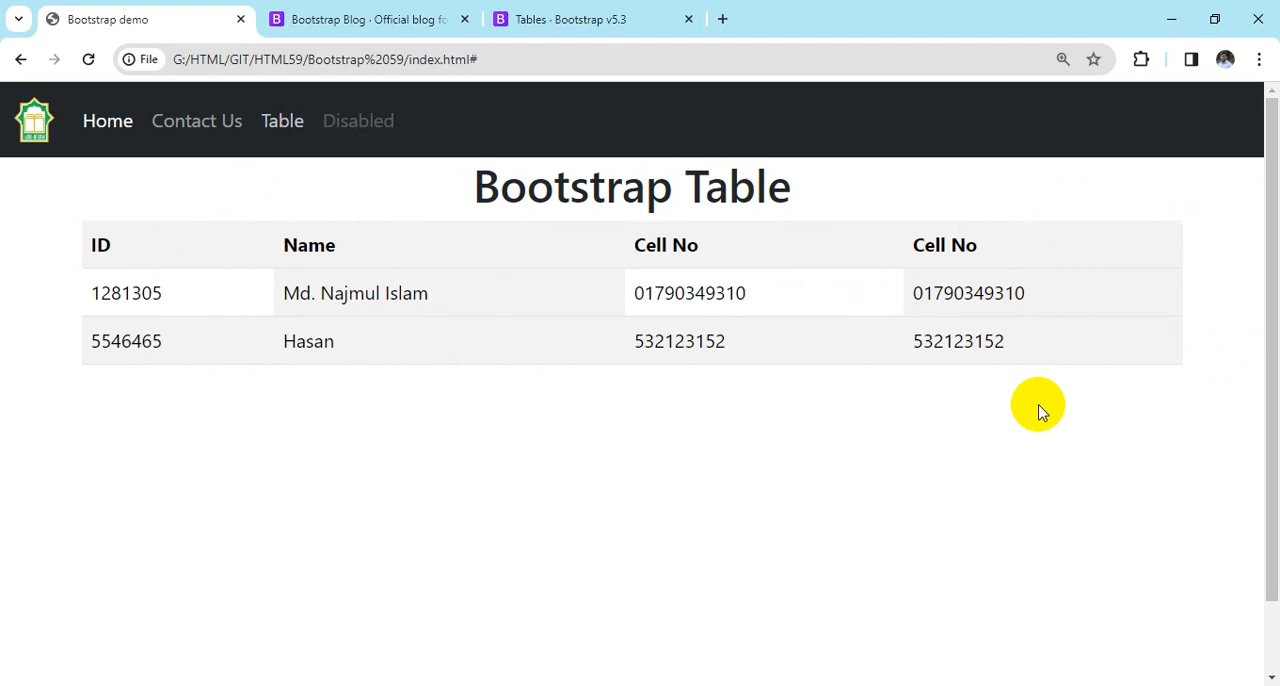 Bootstrap demo
Bootstrap Blog · Official blog fo
Tables · Bootstrap v5.3
File
G:/HTML/GIT/HTML59/Bootstrap%2059/index.html#
Home Contact Us Table Disabled
Bootstrap Table
ID Name Cell No Cell No
1281305 Md. Najmul Islam 01790349310 01790349310
5546465 Hasan 532123152 532123152